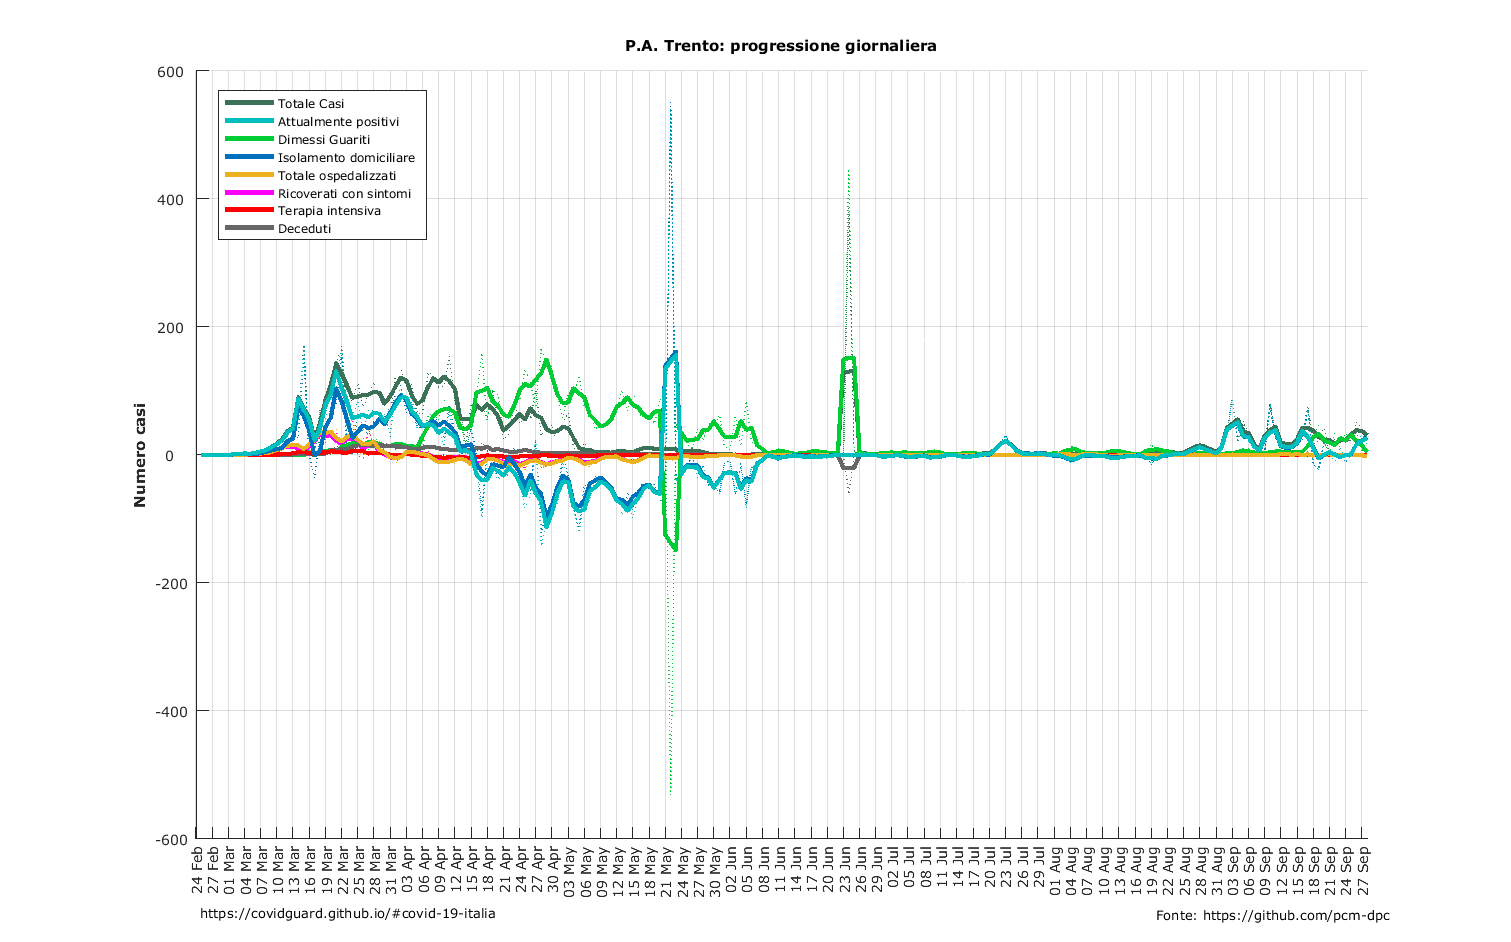 P.A. Trento: progressione giornaliera
600
400
200
0
-200
-400
-600
Numero casi
Totale Casi
Attualmente positivi
Dimessi Guariti
Isolamento domiciliare
Totale ospedalizzati
Ricoverati con sintomi
Terapia intensiva
Deceduti
24 Feb
27 Feb
01 Mar
04 Mar
07 Mar
10 Mar
13 Mar
16 Mar
19 Mar
22 Mar
25 Mar
28 Mar
31 Mar
03 Apr
06 Apr
09 Apr
12 Apr
15 Apr
18 Apr
21 Apr
24 Apr
27 Apr
30 Apr
03 May
06 May
09 May
12 May
15 May
18 May
21 May
24 May
27 May
30 May
02 Jun
05 Jun
08 Jun
11 Jun
14 Jun
17 Jun
20 Jun
23 Jun
26 Jun
29 Jun
02 Jul
05 Jul
08 Jul
11 Jul
14 Jul
17 Jul
20 Jul
23 Jul
26 Jul
29 Jul
01 Aug
04 Aug
07 Aug
10 Aug
13 Aug
16 Aug
19 Aug
22 Aug
25 Aug
28 Aug
31 Aug
03 Sep
06 Sep
09 Sep
12 Sep
15 Sep
18 Sep
21 Sep
24 Sep
27 Sep
https://covidguard.github.io/#covid-19-italia
Fonte: https://github.com/pcm-dpc